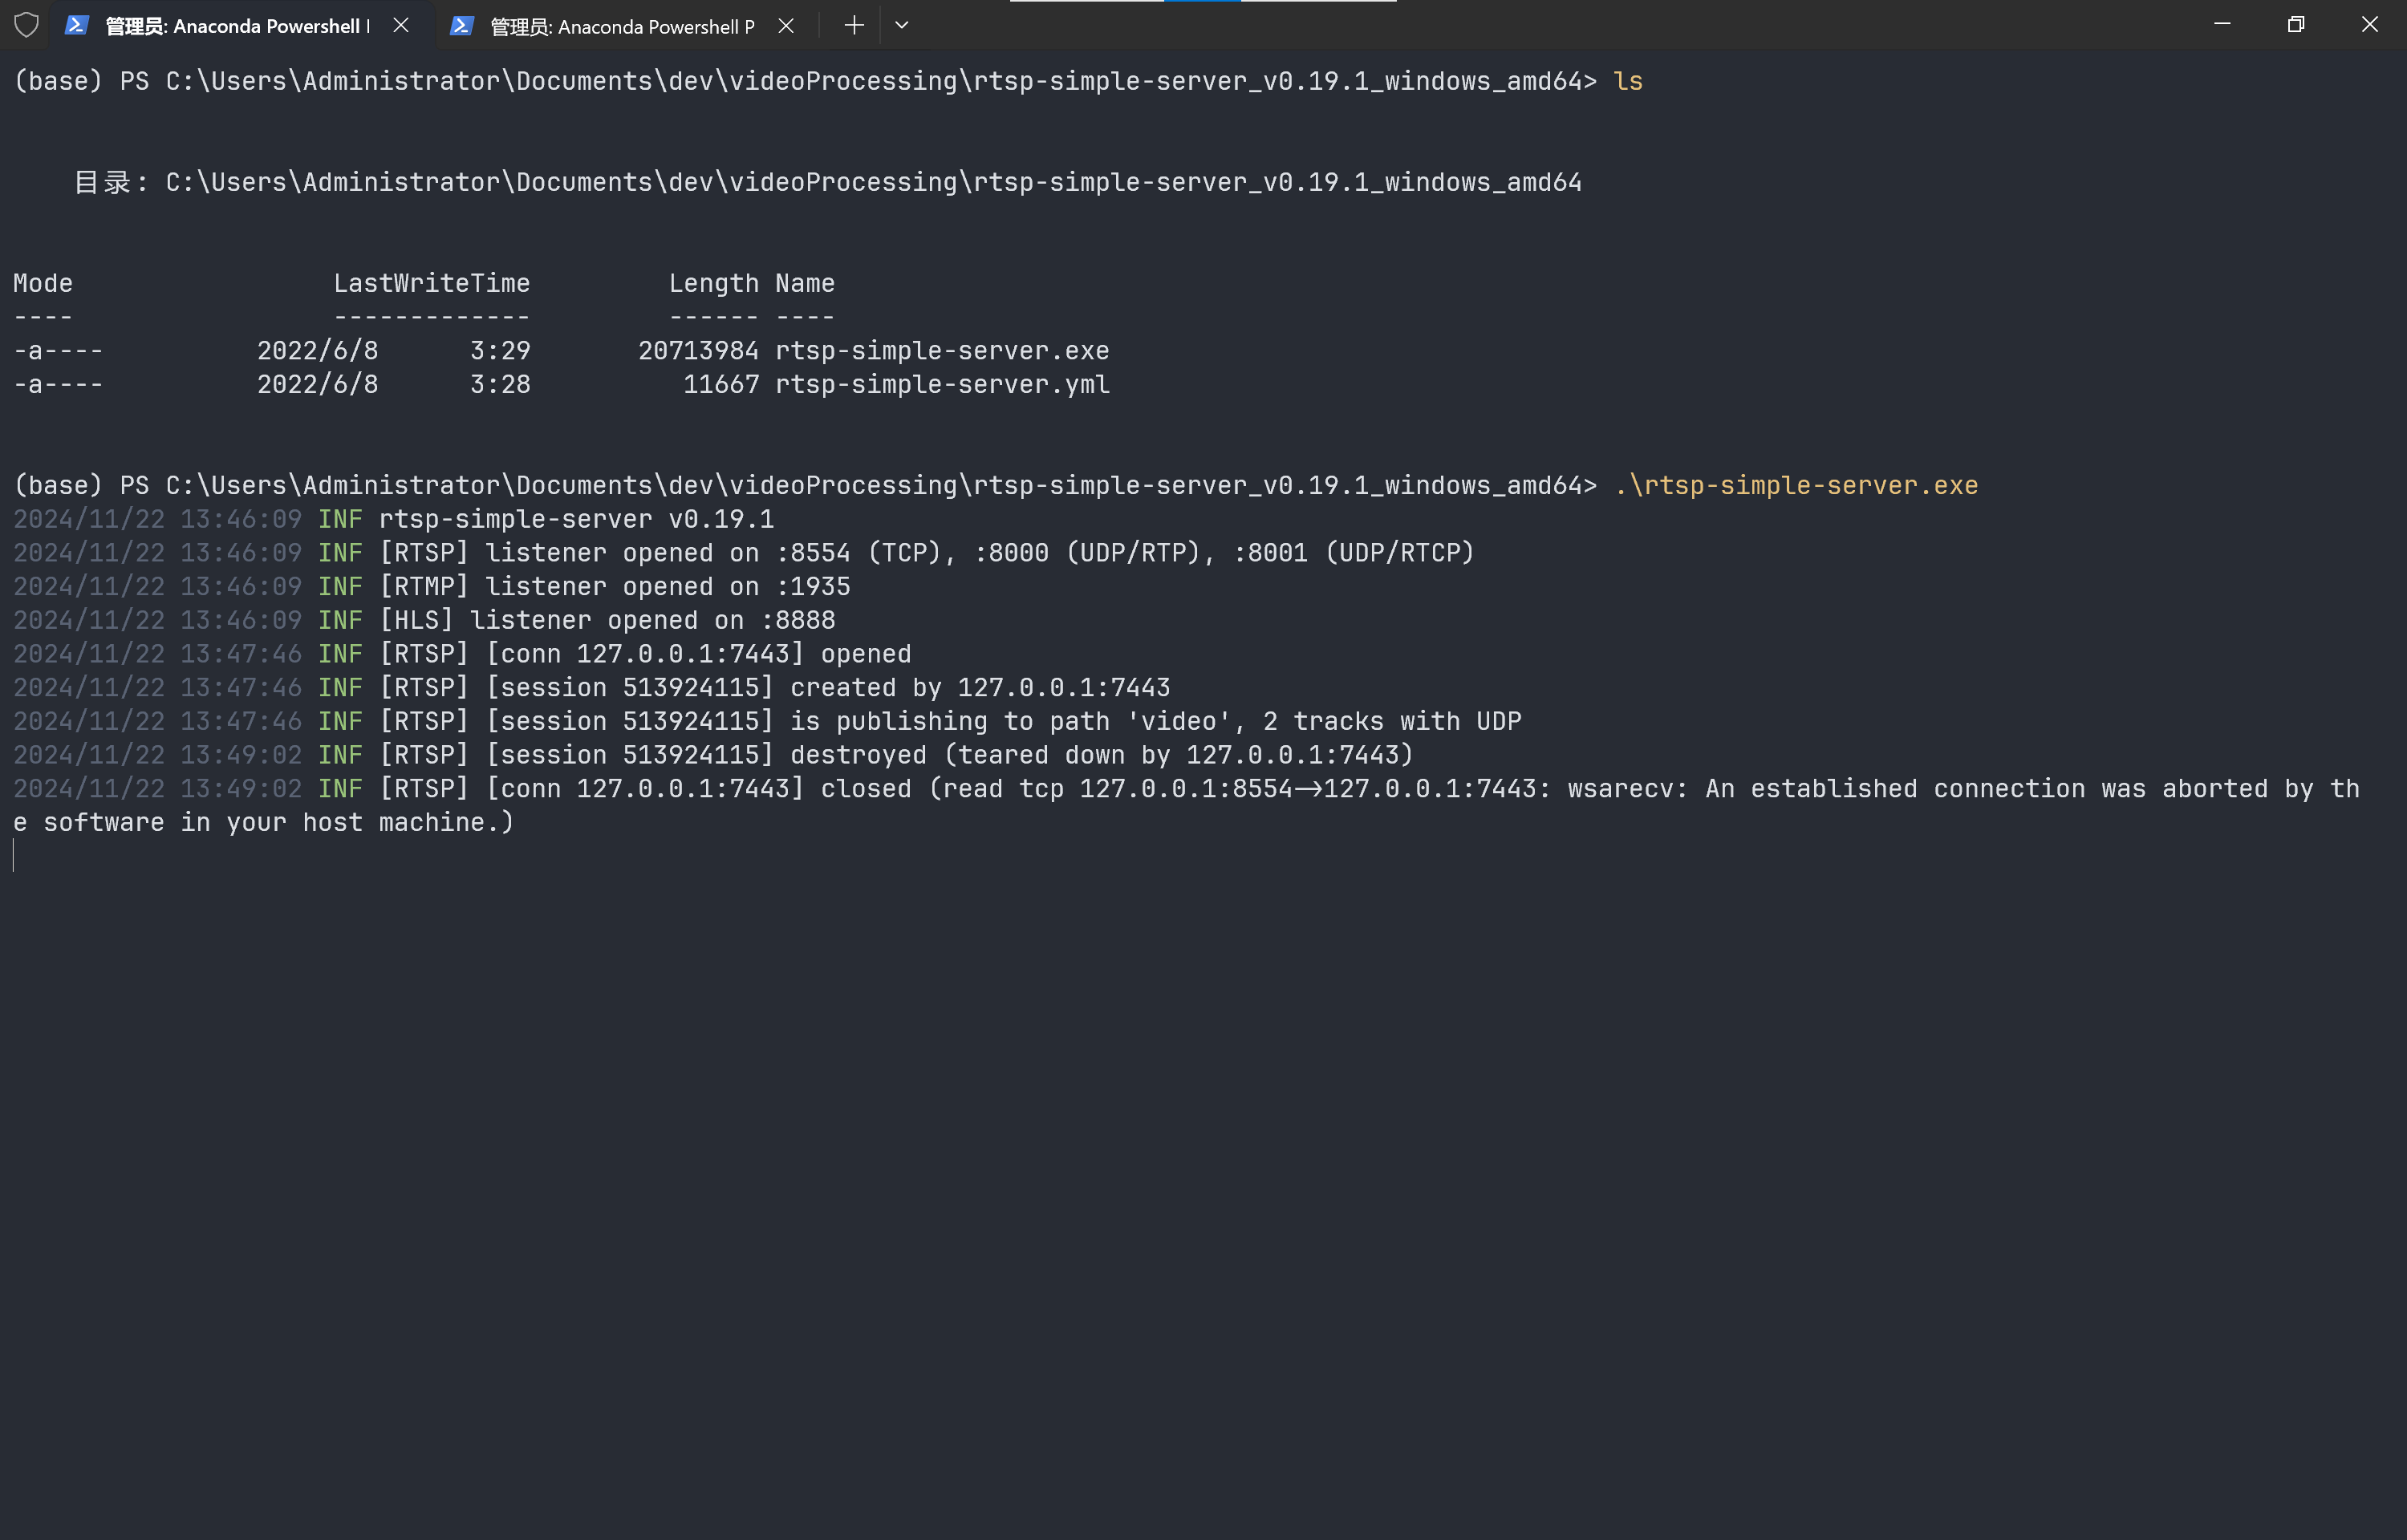 管理员: Anaconda Powershell
管理员: Anaconda Powershell P
(base) PS C:\Users\Administrator\Documents\dev\videoProcessing\rtsp-simple-server_v0.19.1_windows_amd64> ls
目录: C:\Users\Administrator\Documents\dev\videoProcessing\rtsp-simple-server_v0.19.1_windows_amd64
Mode                 LastWriteTime         Length Name
----                 -------------         ------ ----
-a----          2022/6/8      3:29       20713984 rtsp-simple-server.exe
-a----          2022/6/8      3:28          11667 rtsp-simple-server.yml
(base) PS C:\Users\Administrator\Documents\dev\videoProcessing\rtsp-simple-server_v0.19.1_windows_amd64> .\rtsp-simple-server.exe
2024/11/22 13:46:09 INF rtsp-simple-server v0.19.1
2024/11/22 13:46:09 INF [RTSP] listener opened on :8554 (TCP), :8000 (UDP/RTP), :8001 (UDP/RTCP)
2024/11/22 13:46:09 INF [RTMP] listener opened on :1935
2024/11/22 13:46:09 INF [HLS] listener opened on :8888
2024/11/22 13:47:46 INF [RTSP] [conn 127.0.0.1:7443] opened
2024/11/22 13:47:46 INF [RTSP] [session 513924115] created by 127.0.0.1:7443
2024/11/22 13:47:46 INF [RTSP] [session 513924115] is publishing to path 'video', 2 tracks with UDP
2024/11/22 13:49:02 INF [RTSP] [session 513924115] destroyed (teared down by 127.0.0.1:7443)
2024/11/22 13:49:02 INF [RTSP] [conn 127.0.0.1:7443] closed (read tcp 127.0.0.1:8554->127.0.0.1:7443: wsarecv: An established connection was aborted by th
e software in your host machine.)